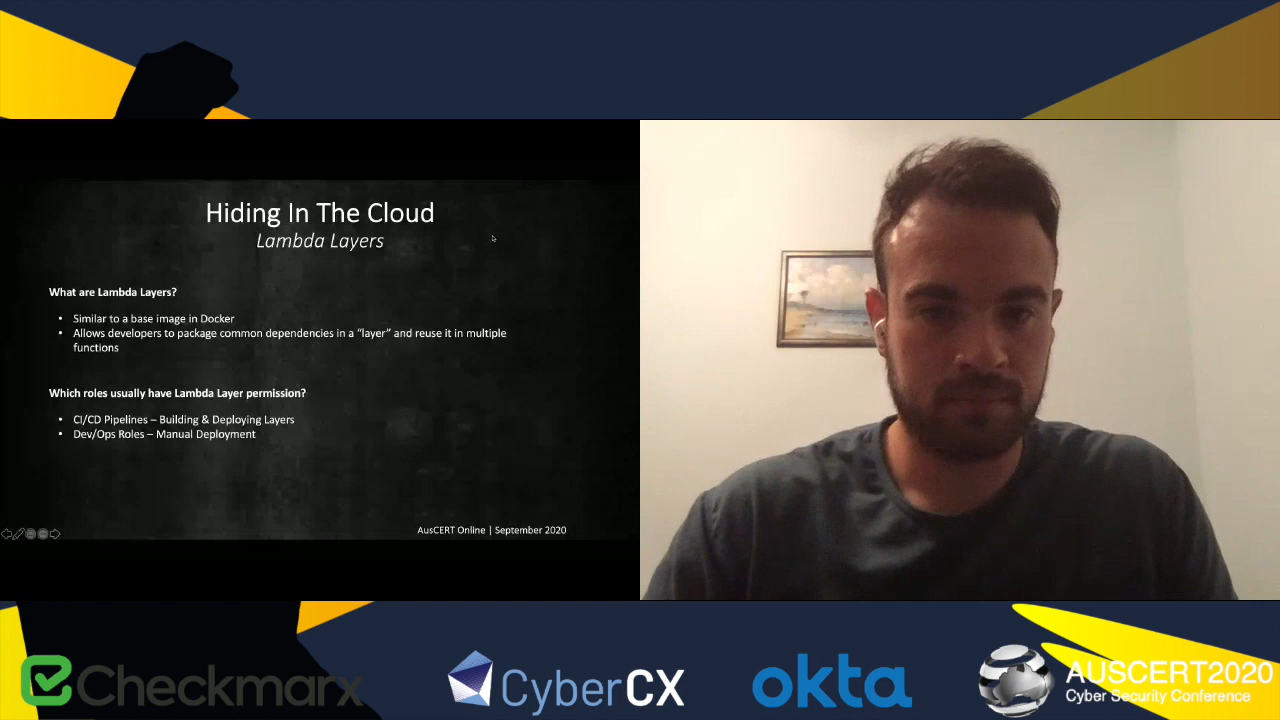 Hiding In The Cloud
Lambda Layers
What are Lambda Layers?
• Similar to a base image in Docker
• Allows developers to package common dependencies in a “layer” and reuse it in multiple
functions
Which roles usually have Lambda Layer permission?
• CI/CD Pipelines – Building & Deploying Layers
• Dev/Ops Roles – Manual Deployment
AusCERT Online | September 2020
Checkmarx
CyberCX
okta
AUSCERT2020
Cyber Security Conference